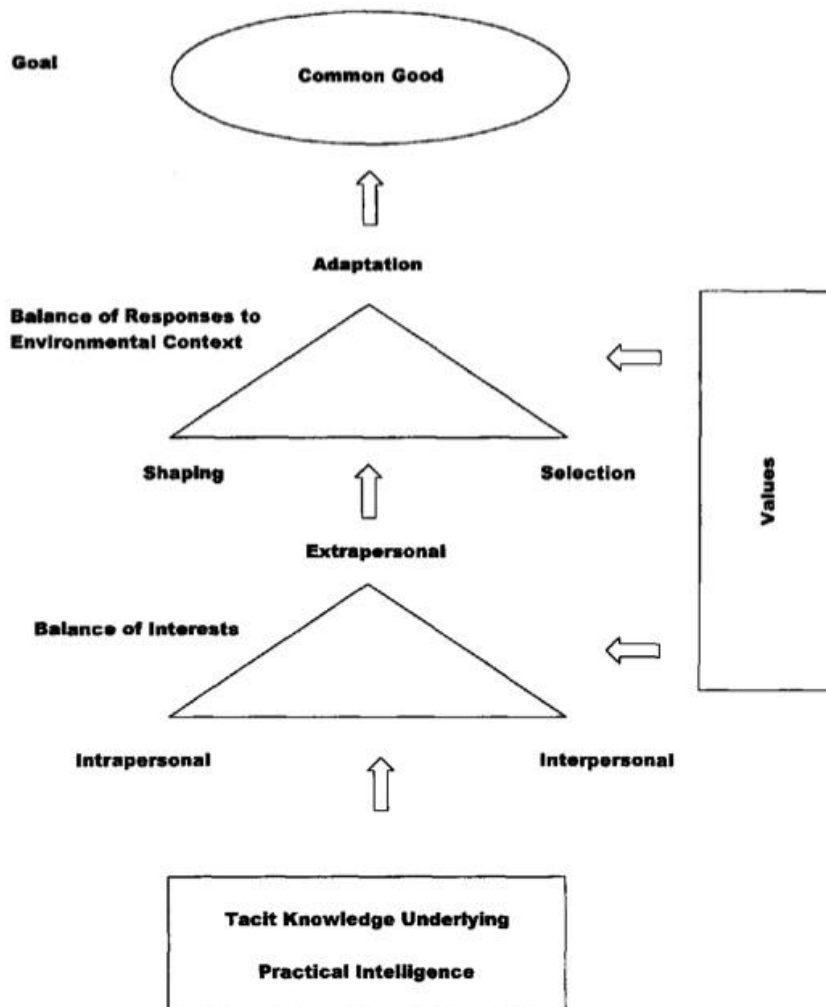 Goal
Common Good
Adaptation
Balance of Responses to
Environmental Context
Shaping
Selection
Values
Extrapersonal
Balance of Interests
Intrapersonal
Interpersonal
Tacit Knowledge Underlying
Practical Intelligence